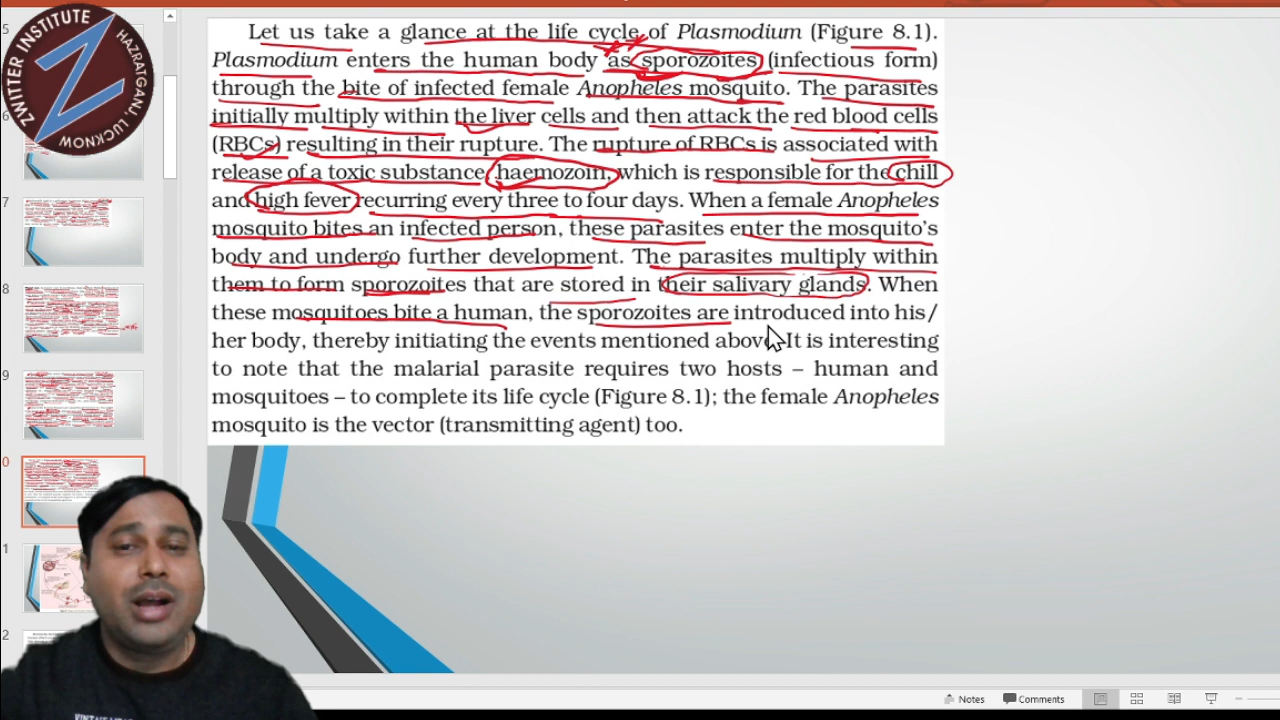 ZWITTER INSTITUTE
HAZRATGANJ, LUCKNOW
Z
5
6
7
8
9
0
1
2
Let us take a glance at the life cycle of Plasmodium (Figure 8.1).
Plasmodium enters the human body as sporozoites (infectious form)
through the bite of infected female Anopheles mosquito. The parasites
initially multiply within the liver cells and then attack the red blood cells
(RBCs) resulting in their rupture. The rupture of RBCs is associated with
release of a toxic substance, haemozoin, which is responsible for the chill
and high fever recurring every three to four days. When a female Anopheles
mosquito bites an infected person, these parasites enter the mosquito's
body and undergo further development. The parasites multiply within
them to form sporozoites that are stored in their salivary glands. When
these mosquitoes bite a human, the sporozoites are introduced into his/
her body, thereby initiating the events mentioned above. It is interesting
to note that the malarial parasite requires two hosts – human and
mosquitoes – to complete its life cycle (Figure 8.1); the female Anopheles
mosquito is the vector (transmitting agent) too.
Notes
Comments